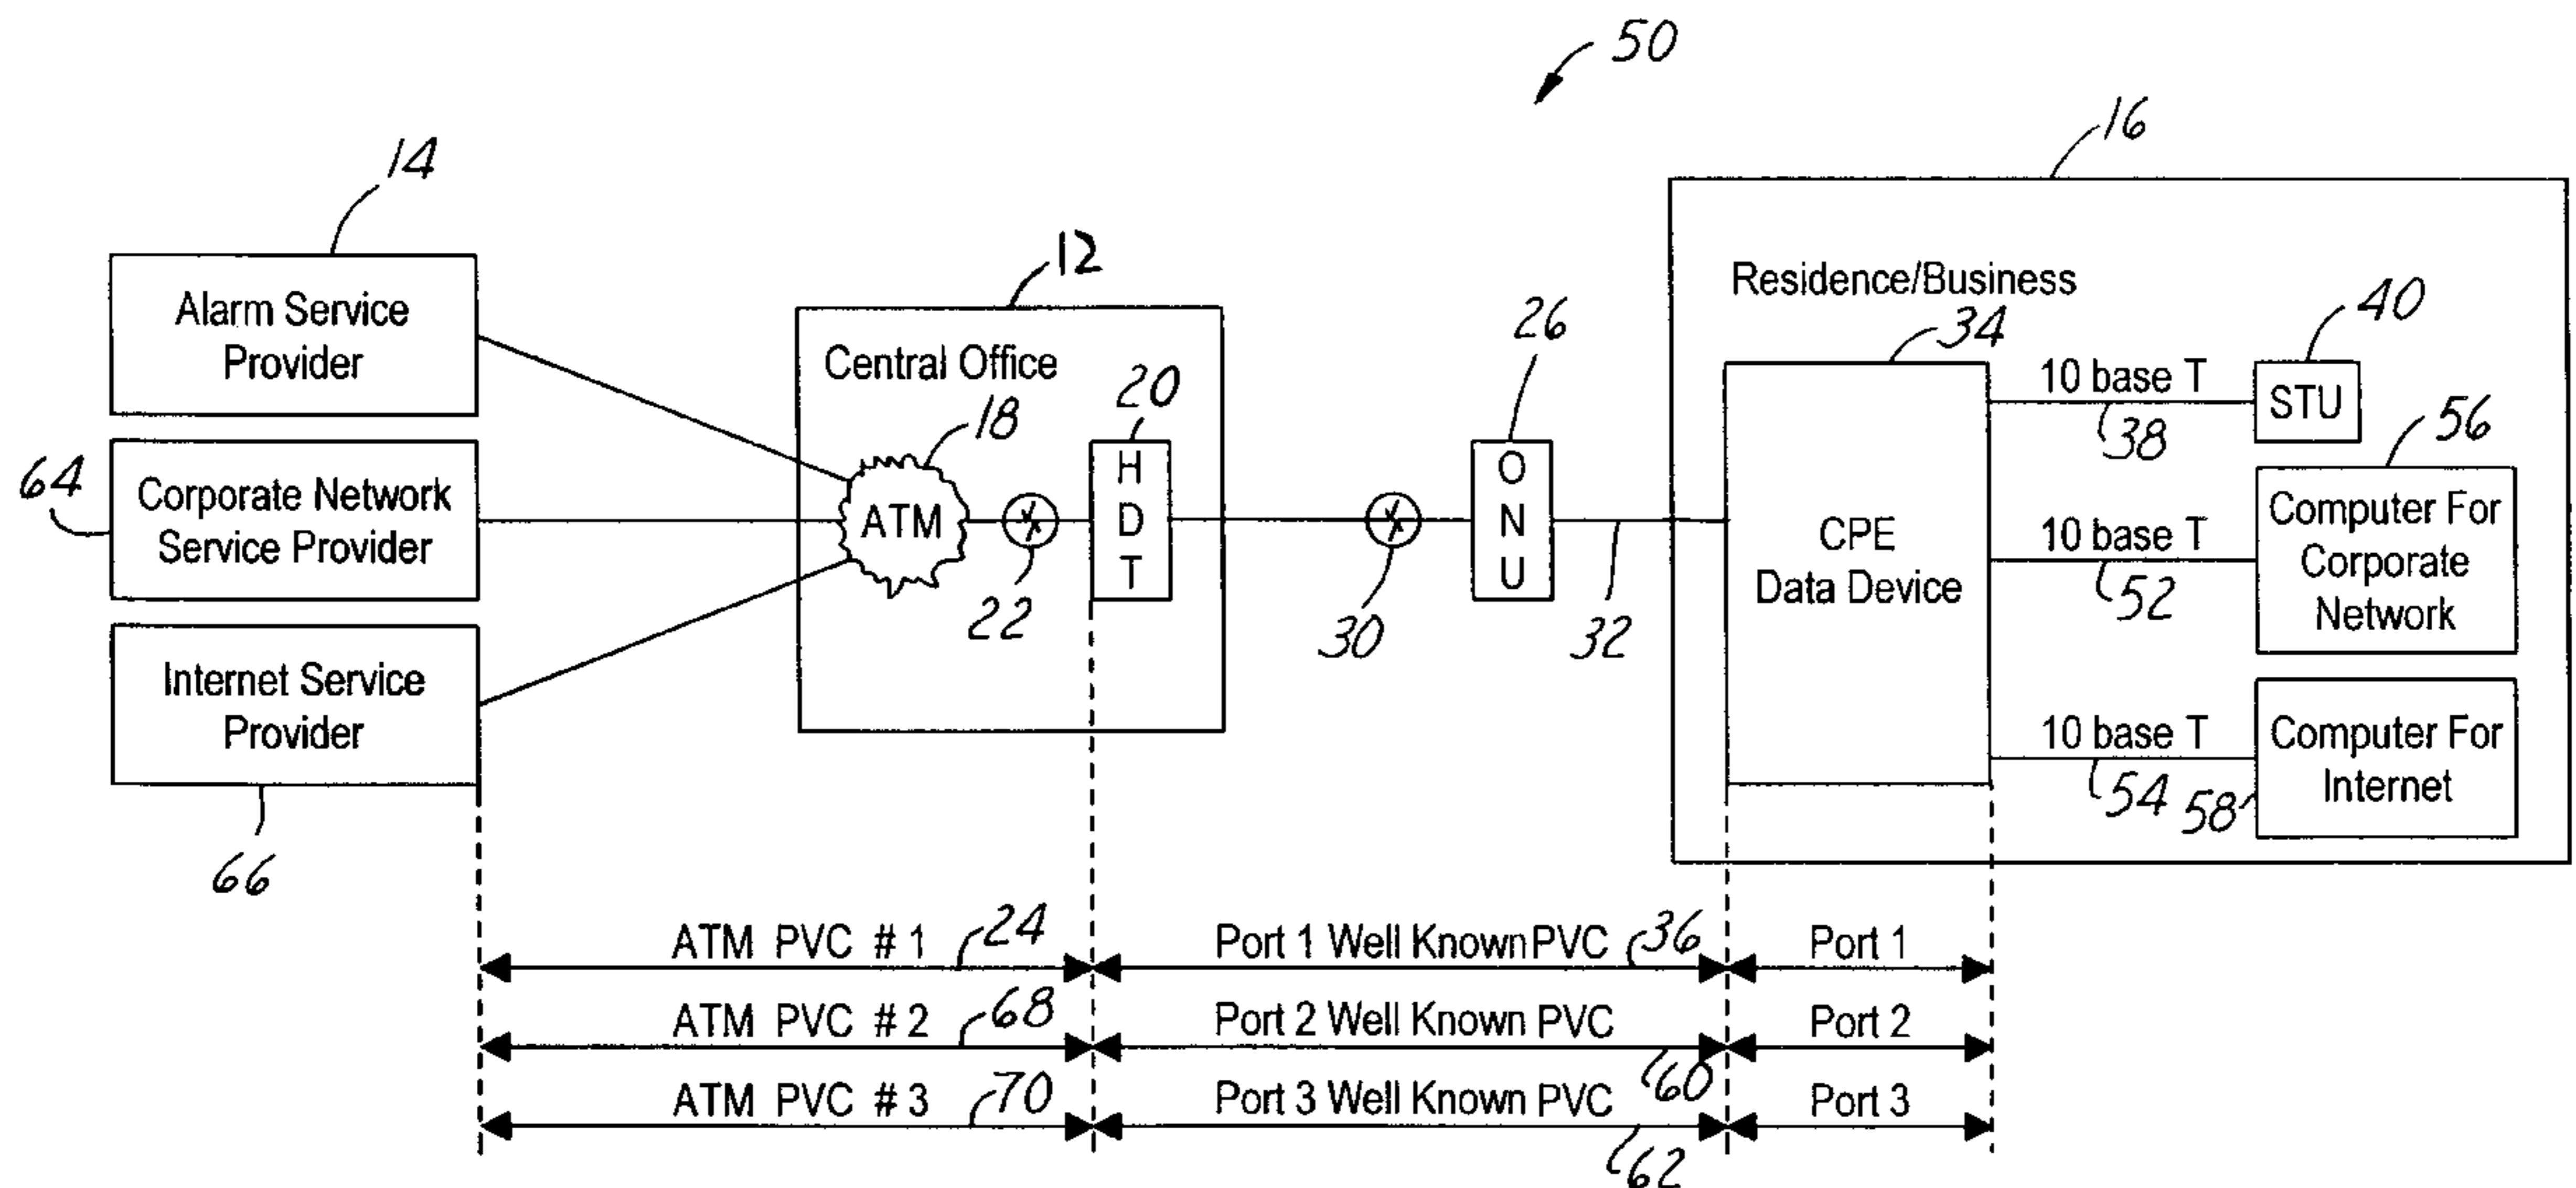 50
16
14
12
Alarm Service
Provider
Central Office
18
20
26
Residence/Business
34
40
10 base T
STU
38
64
Corporate Network
Service Provider
ATM
22
H
D
T
30
O
N
U
32
CPE
Data Device
56
10 base T
52
Computer For
Corporate
Network
Internet Service
Provider
66
10 base T
54
58
Computer For
Internet
ATM PVC # 1
24
Port 1 Well Known PVC
36
Port 1
ATM PVC # 2
68
Port 2 Well Known PVC
60
Port 2
ATM PVC # 3
70
Port 3 Well Known PVC
62
Port 3